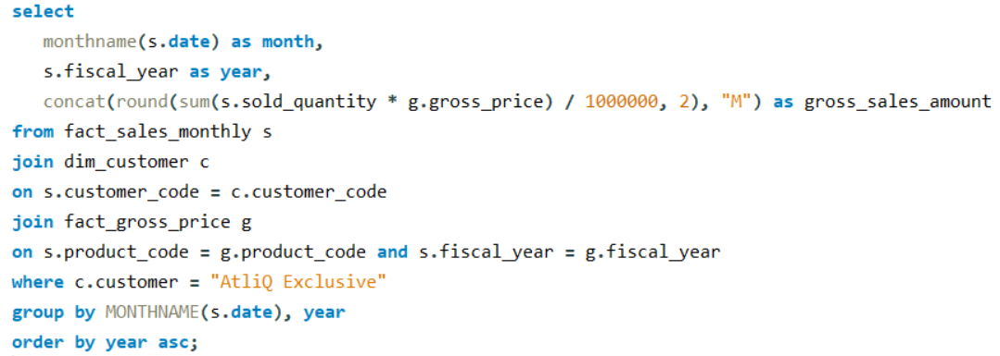 select
monthname(s.date) as month,
s.fiscal_year as year,
concat(round(sum(s.sold_quantity * g.gross_price) / 1000000, 2), "M") as gross_sales_amount
from fact_sales_monthly s
join dim_customer c
on s.customer_code = c.customer_code
join fact_gross_price g
on s.product_code = g.product_code and s.fiscal_year = g.fiscal_year
where c.customer = "AtliQ Exclusive"
group by MONTHNAME(s.date), year
order by year asc;